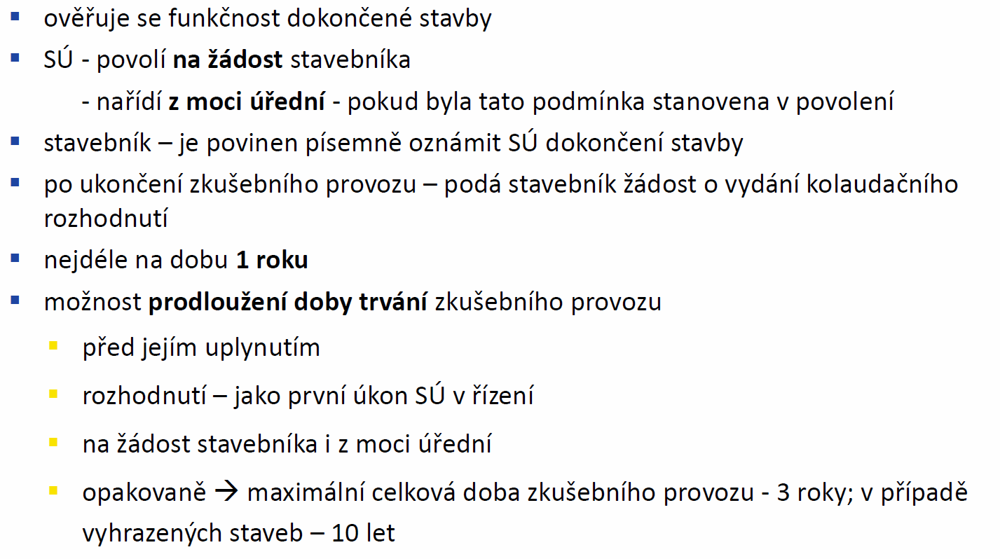 ▪ ověřuje se funkčnost dokončené stavby
▪ SÚ - povolí na žádost stavebníka
- nařídí z moci úřední - pokud byla tato podmínka stanovena v povolení
▪ stavebník – je povinen písemně oznámit SÚ dokončení stavby
▪ po ukončení zkušebního provozu – podá stavebník žádost o vydání kolaudačního
rozhodnutí
▪ nejdéle na dobu 1 roku
▪ možnost prodloužení doby trvání zkušebního provozu
▪ před jejím uplynutím
▪ rozhodnutí – jako první úkon SÚ v řízení
▪ na žádost stavebníka i z moci úřední
▪ opakovaně → maximální celková doba zkušebního provozu - 3 roky; v případě
vyhrazených staveb – 10 let